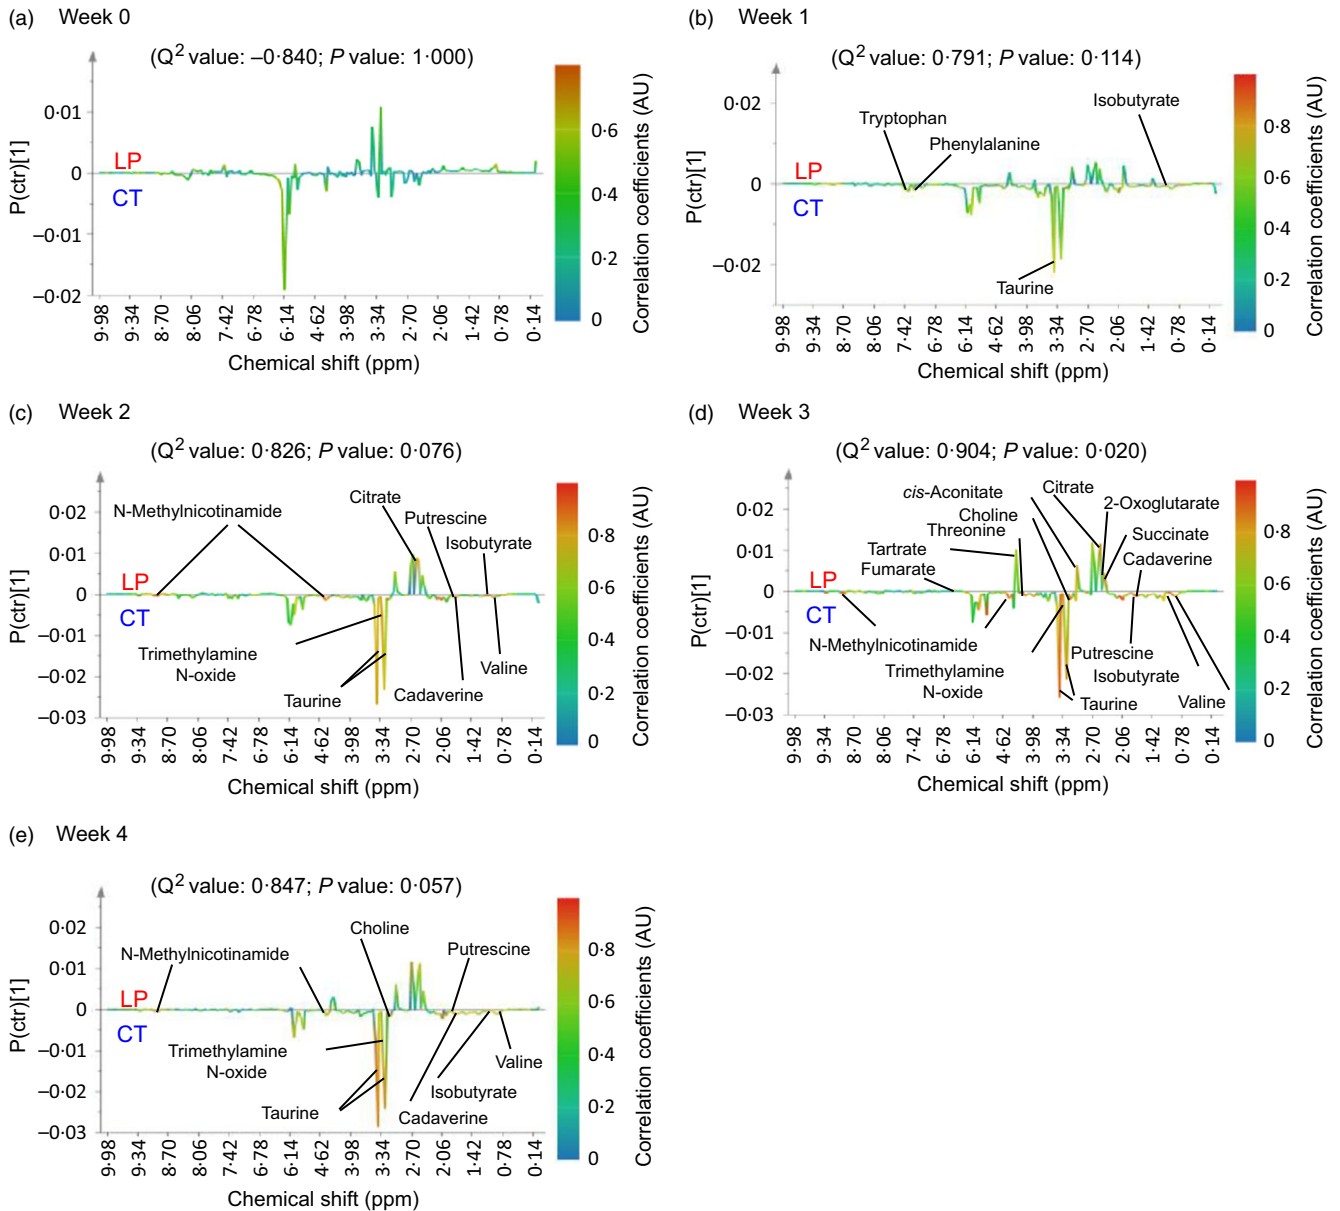 (a) Week 0
(Q2 value: –0·840; P value: 1·000)
P(ctr)[1]
0·01
0
–0·01
–0·02
LP
CT
9·98 9·34 8·70 8·06 7·42 6·78 6·14 4·62 3·98 3·34 2·70 2·06 1·42 0·78 0·14
Chemical shift (ppm)
0·6
0·4
0·2
0
Correlation coefficients (AU)
(b) Week 1
(Q2 value: 0·791; P value: 0·114)
P(ctr)[1]
0·02
0
–0·02
LP
CT
Tryptophan
Phenylalanine
Isobutyrate
Taurine
9·98 9·34 8·70 8·06 7·42 6·78 6·14 4·62 3·98 3·34 2·70 2·06 1·42 0·78 0·14
Chemical shift (ppm)
0·8
0·6
0·4
0·2
0
Correlation coefficients (AU)
(c) Week 2
(Q2 value: 0·826; P value: 0·076)
P(ctr)[1]
0·02
0·01
0
–0·01
–0·02
–0·03
LP
CT
N-Methylnicotinamide
Citrate
Putrescine
Isobutyrate
Trimethylamine
N-oxide
Taurine
Cadaverine
Valine
9·98 9·34 8·70 8·06 7·42 6·78 6·14 4·62 3·98 3·34 2·70 2·06 1·42 0·78 0·14
Chemical shift (ppm)
0·8
0·6
0·4
0·2
0
Correlation coefficients (AU)
(d) Week 3
(Q2 value: 0·904; P value: 0·020)
P(ctr)[1]
0·02
0·01
0
–0·01
–0·02
–0·03
LP
CT
cis-Aconitate
Citrate
Choline
2-Oxoglutarate
Threonine
Succinate
Tartrate
Cadaverine
Fumarate
N-Methylnicotinamide
Trimethylamine
N-oxide
Putrescine
Isobutyrate
Taurine
Valine
9·98 9·34 8·70 8·06 7·42 6·78 6·14 4·62 3·98 3·34 2·70 2·06 1·42 0·78 0·14
Chemical shift (ppm)
0·8
0·6
0·4
0·2
0
Correlation coefficients (AU)
(e) Week 4
(Q2 value: 0·847; P value: 0·057)
P(ctr)[1]
0·02
0·01
0
–0·01
–0·02
–0·03
LP
CT
Choline
N-Methylnicotinamide
Putrescine
Trimethylamine
N-oxide
Valine
Isobutyrate
Taurine
Cadaverine
9·98 9·34 8·70 8·06 7·42 6·78 6·14 4·62 3·98 3·34 2·70 2·06 1·42 0·78 0·14
Chemical shift (ppm)
0·8
0·6
0·4
0·2
0
Correlation coefficients (AU)